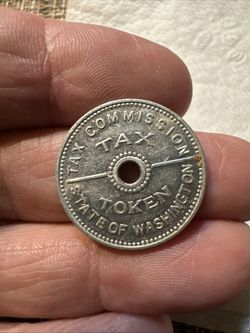 TAX COMMISSION
TAX
TOKEN
STATE OF WASHINGTON